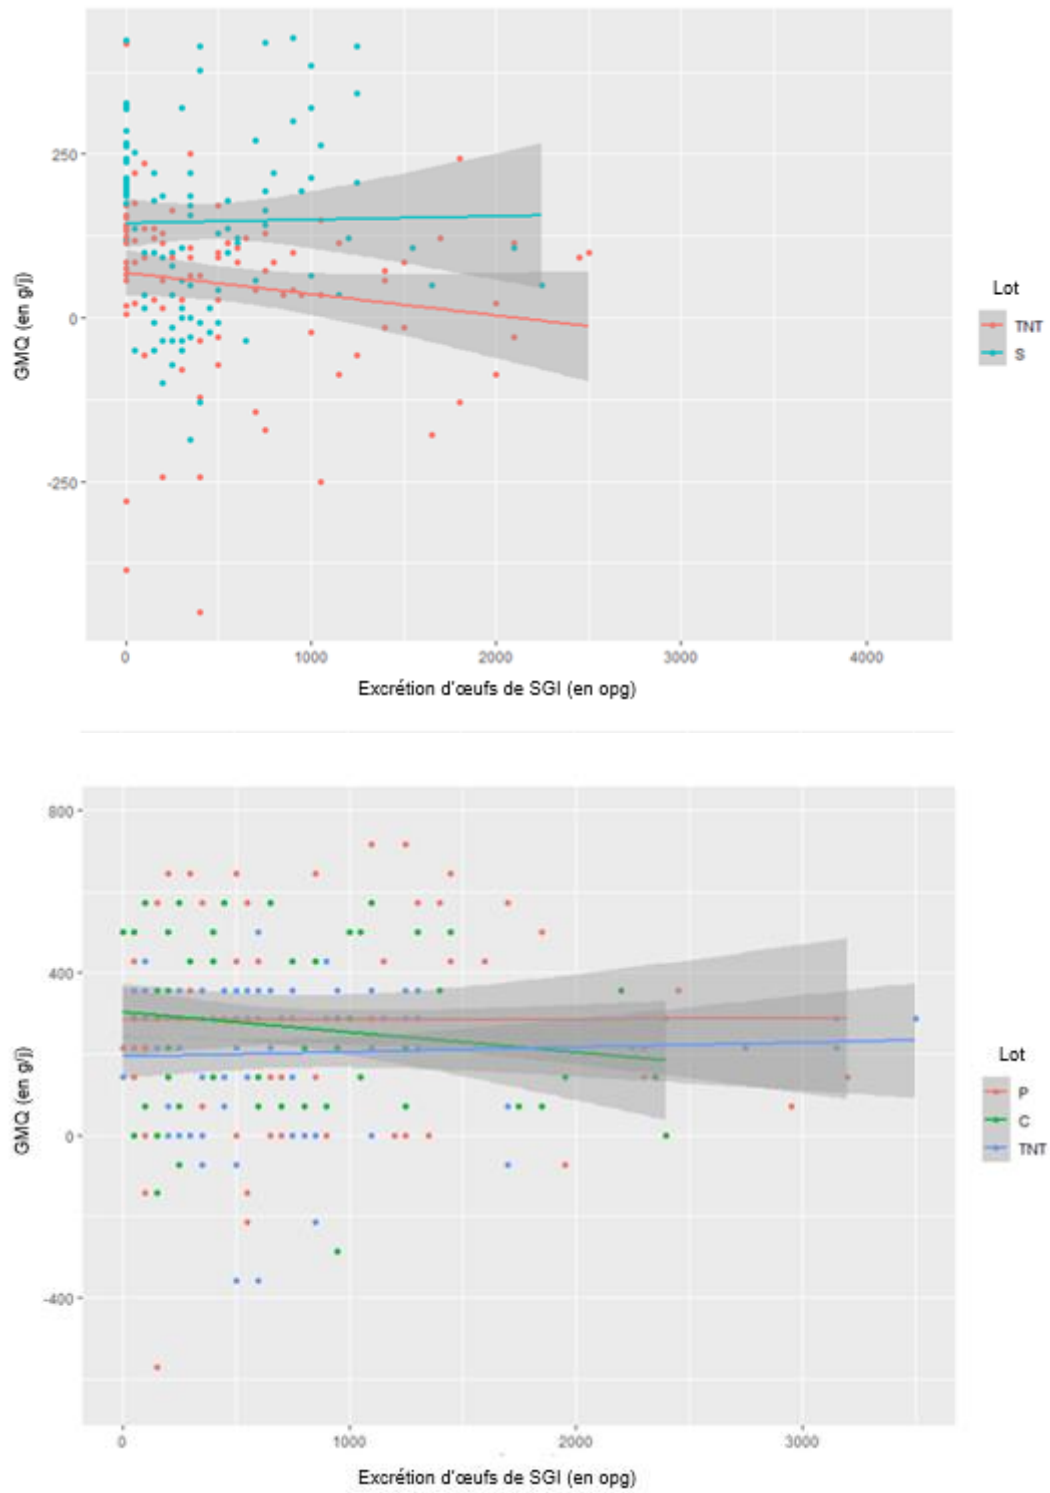 250
0
-250
GMQ (en g/j)
0 1000 2000 3000 4000
Excrétion d'œufs de SGI (en opg)
Lot
TNT
S
800
400
0
-400
GMQ (en g/j)
0 1000 2000 3000
Excrétion d'œufs de SGI (en opg)
Lot
P
C
TNT